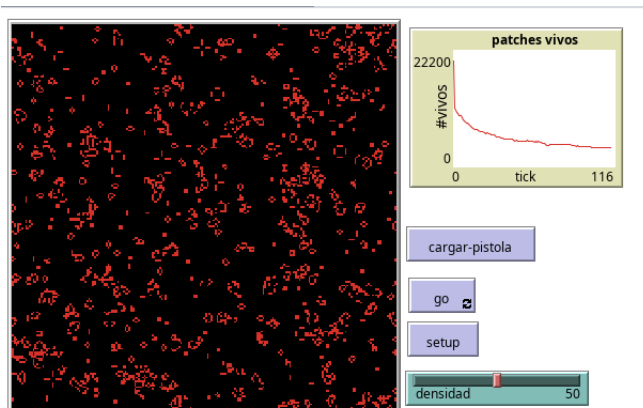 patches vivos
22200
#vivos
0
0 tick 116
cargar-pistola
go
setup
densidad 50